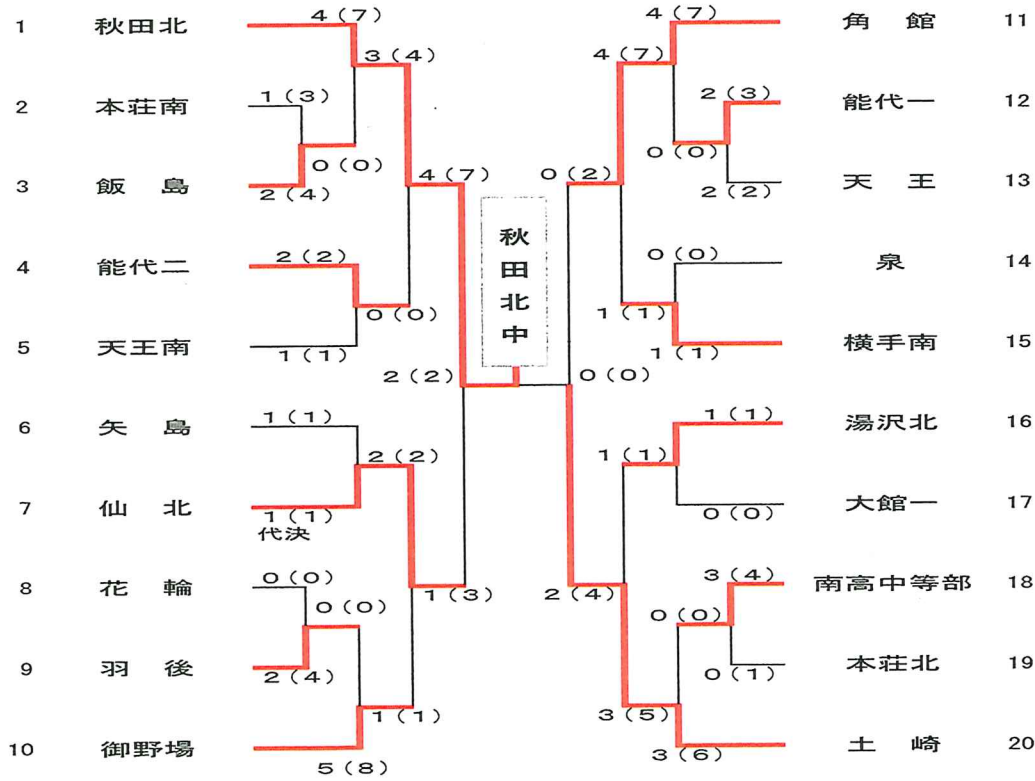 4(7)
1 秋田北
3(4)
1(3)
2 本荘南
0(0)
3 飯島
2(4)
4(7)
2(2)
4 能代二
0(0)
5 天王南
1(1)
2(2)
1(1)
6 矢島
2(2)
7 仙北
1(1)
代決
0(0)
8 花輪
0(0)
1(3)
9 羽後
2(4)
1(1)
10 御野場
5(8)
秋田北中
4(7)
角館 11
4(7)
2(3)
能代一 12
0(0)
天王 13
2(2)
0(2)
0(0)
泉 14
1(1)
横手南 15
1(1)
0(0)
1(1)
湯沢北 16
1(1)
大館一 17
0(0)
3(4)
南高中等部 18
2(4)
0(0)
本荘北 19
0(1)
3(5)
土崎 20
3(6)